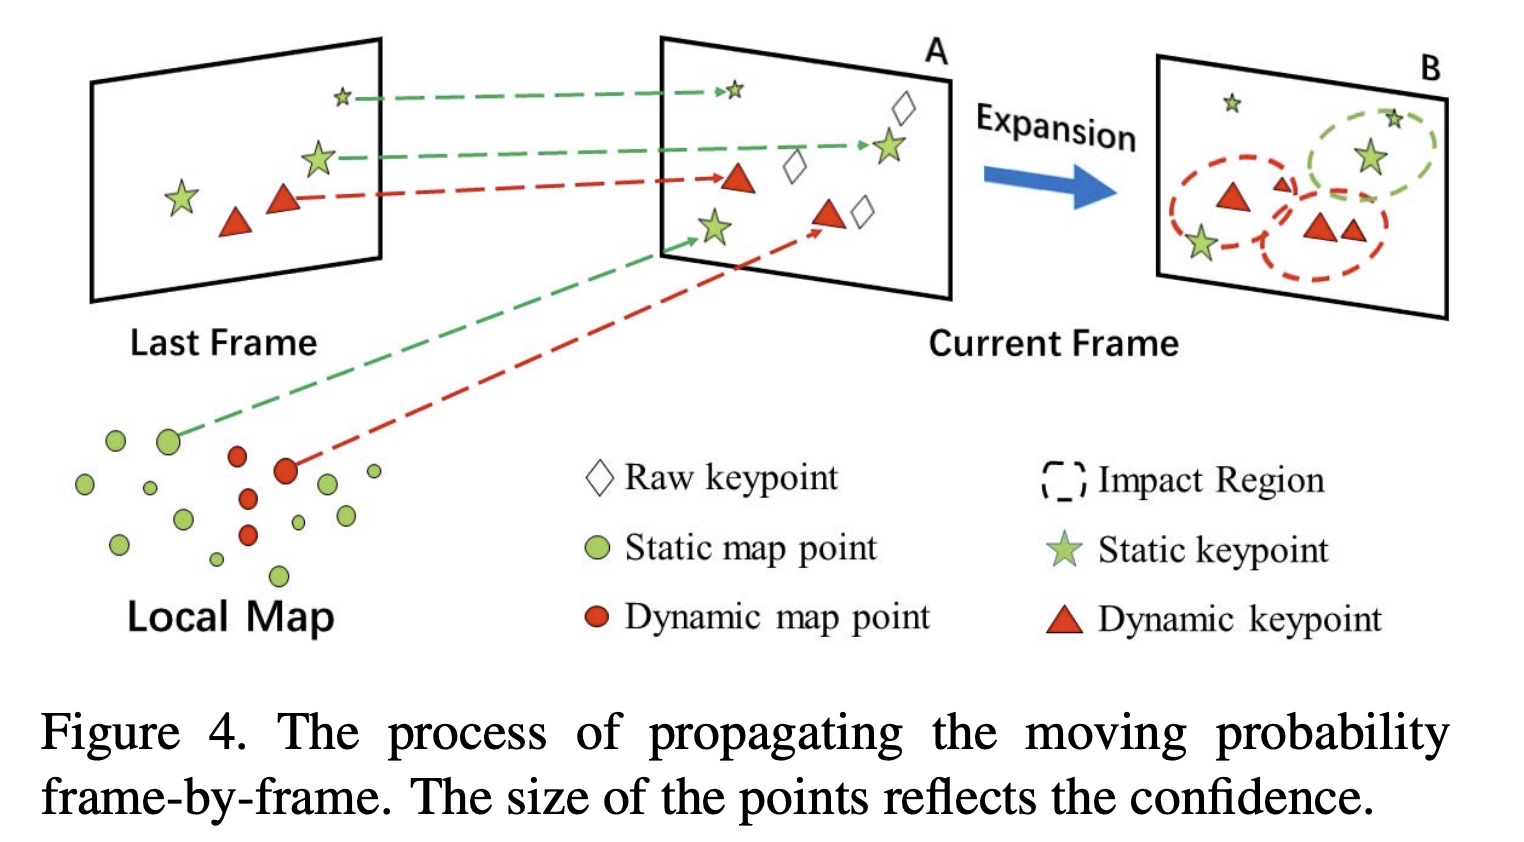 A
B
Expansion
Last Frame
Current Frame
Raw keypoint
Impact Region
Static map point
Static keypoint
Dynamic map point
Dynamic keypoint
Local Map
Figure 4. The process of propagating the moving probability
frame-by-frame. The size of the points reflects the confidence.